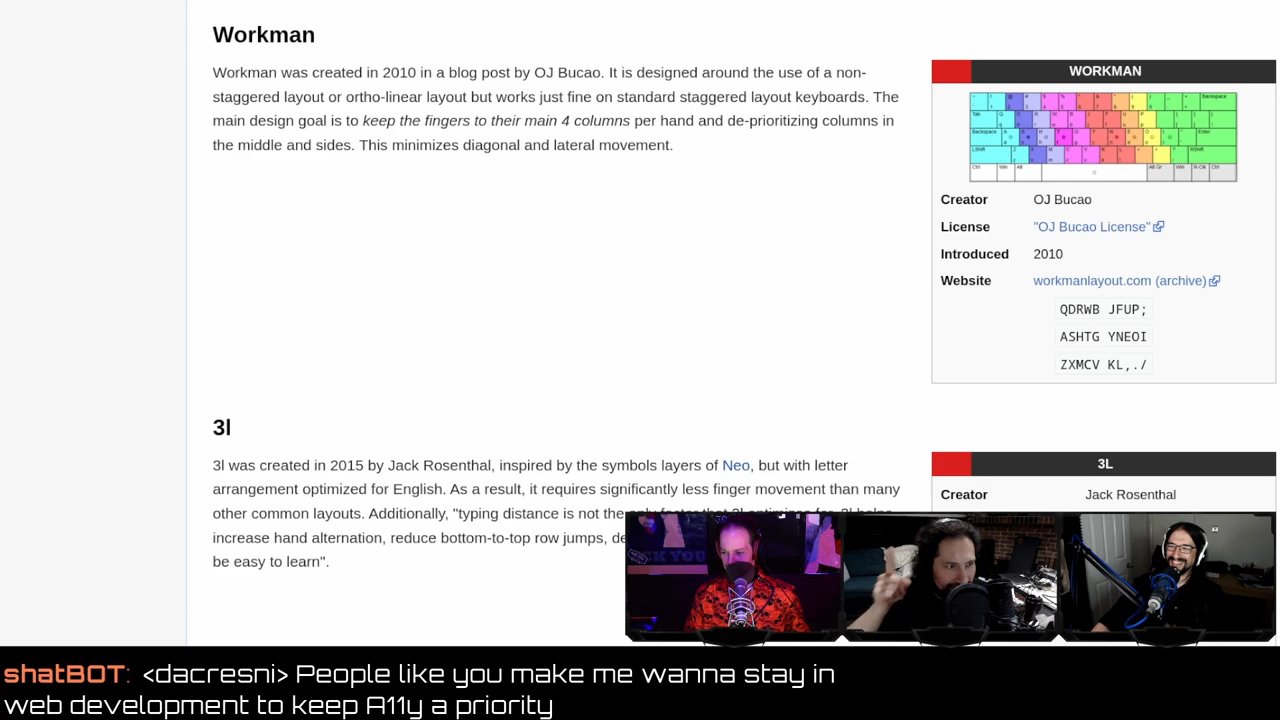 Workman
Workman was created in 2010 in a blog post by OJ Bucao. It is designed around the use of a non-
staggered layout or ortho-linear layout but works just fine on standard staggered layout keyboards. The
main design goal is to keep the fingers to their main 4 columns per hand and de-prioritizing columns in
the middle and sides. This minimizes diagonal and lateral movement.
WORKMAN
Creator OJ Bucao
License "OJ Bucao License"
Introduced 2010
Website workmanlayout.com (archive)
QDRWB JFUP;
ASHTG YNEOI
ZXMCV KL,./
3l
3l was created in 2015 by Jack Rosenthal, inspired by the symbols layers of Neo, but with letter
arrangement optimized for English. As a result, it requires significantly less finger movement than many
other common layouts. Additionally, "typing distance is not the only factor that 3l optimizes for. 3l helps
increase hand alternation, reduce bottom-to-top row jumps,
be easy to learn".
3L
Creator Jack Rosenthal
shatBOT: <dacresni> People like you make me wanna stay in
web development to keep A11y a priority